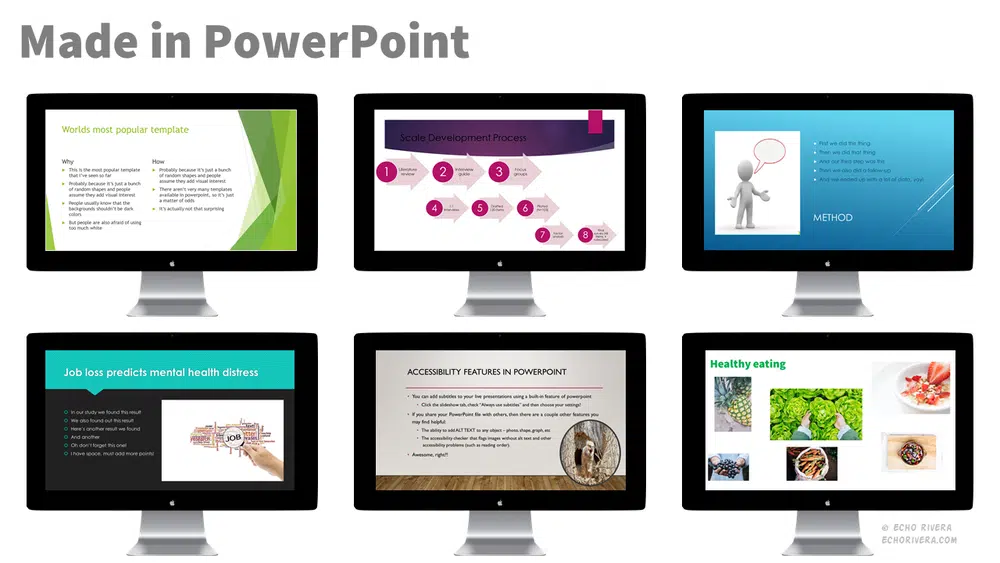 Made in PowerPoint
Worlds most popular template
Why
This is the most popular template
that I've seen so far
Probably because it's just a bunch
of random shapes and people
assume they add visual interest
People usually know that the
backgrounds shouldn't be dark
colors
But people are also afraid of using
too much white
How
Probably because it's just a bunch
of random shapes and people
assume they add visual interest
There aren't very many templates
available in powerpoint, so it's just
a matter of odds
It's actually not that surprising
Scale Development Process
1
Literature
review
2
Interview
guide
3
Focus
groups
4
5
6
7
8
First we did the thing
Then we did that thing
And our third step was this
Then we also did a follow-up
And we ended up with a lot of data, yay!
METHOD
Job loss predicts mental health distress
In our study we found this result
We also found out this result
Here's another result we found
And another
Oh don't forget this one!
I have space, must add more points!
JOB
ACCESSIBILITY FEATURES IN POWERPOINT
You can add subtitles to your live presentations using a built-in feature of powerpoint
Click the slideshow tab, check "Always use subtitles" and then choose your settings!
If you share your PowerPoint file with others, then there are a couple other features you
may find helpful
The ability to add ALT TEXT to any object – photo shape, graph, etc
The accessibility checker that flags images without alt text and other
accessibility problems (such as reading order).
Awesome, right?!
Healthy eating
© ECHO RIVERA
ECHORIVERA.COM